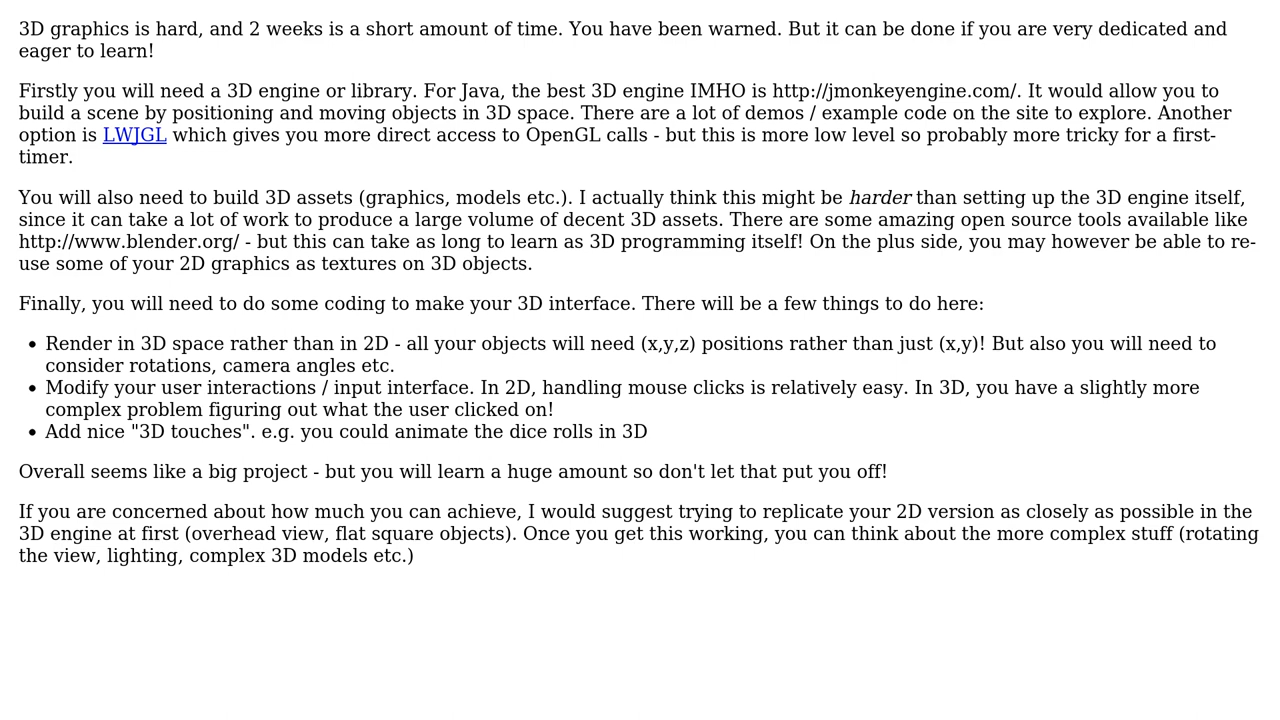 3D graphics is hard, and 2 weeks is a short amount of time. You have been warned. But it can be done if you are very dedicated and
eager to learn!
Firstly you will need a 3D engine or library. For Java, the best 3D engine IMHO is http://jmonkeyengine.com/. It would allow you to
build a scene by positioning and moving objects in 3D space. There are a lot of demos / example code on the site to explore. Another
option is LWJGL which gives you more direct access to OpenGL calls - but this is more low level so probably more tricky for a first-
timer.
You will also need to build 3D assets (graphics, models etc.). I actually think this might be harder than setting up the 3D engine itself,
since it can take a lot of work to produce a large volume of decent 3D assets. There are some amazing open source tools available like
http://www.blender.org/ - but this can take as long to learn as 3D programming itself! On the plus side, you may however be able to re-
use some of your 2D graphics as textures on 3D objects.
Finally, you will need to do some coding to make your 3D interface. There will be a few things to do here:
• Render in 3D space rather than in 2D - all your objects will need (x,y,z) positions rather than just (x,y)! But also you will need to
consider rotations, camera angles etc.
• Modify your user interactions / input interface. In 2D, handling mouse clicks is relatively easy. In 3D, you have a slightly more
complex problem figuring out what the user clicked on!
• Add nice "3D touches". e.g. you could animate the dice rolls in 3D
Overall seems like a big project - but you will learn a huge amount so don't let that put you off!
If you are concerned about how much you can achieve, I would suggest trying to replicate your 2D version as closely as possible in the
3D engine at first (overhead view, flat square objects). Once you get this working, you can think about the more complex stuff (rotating
the view, lighting, complex 3D models etc.)